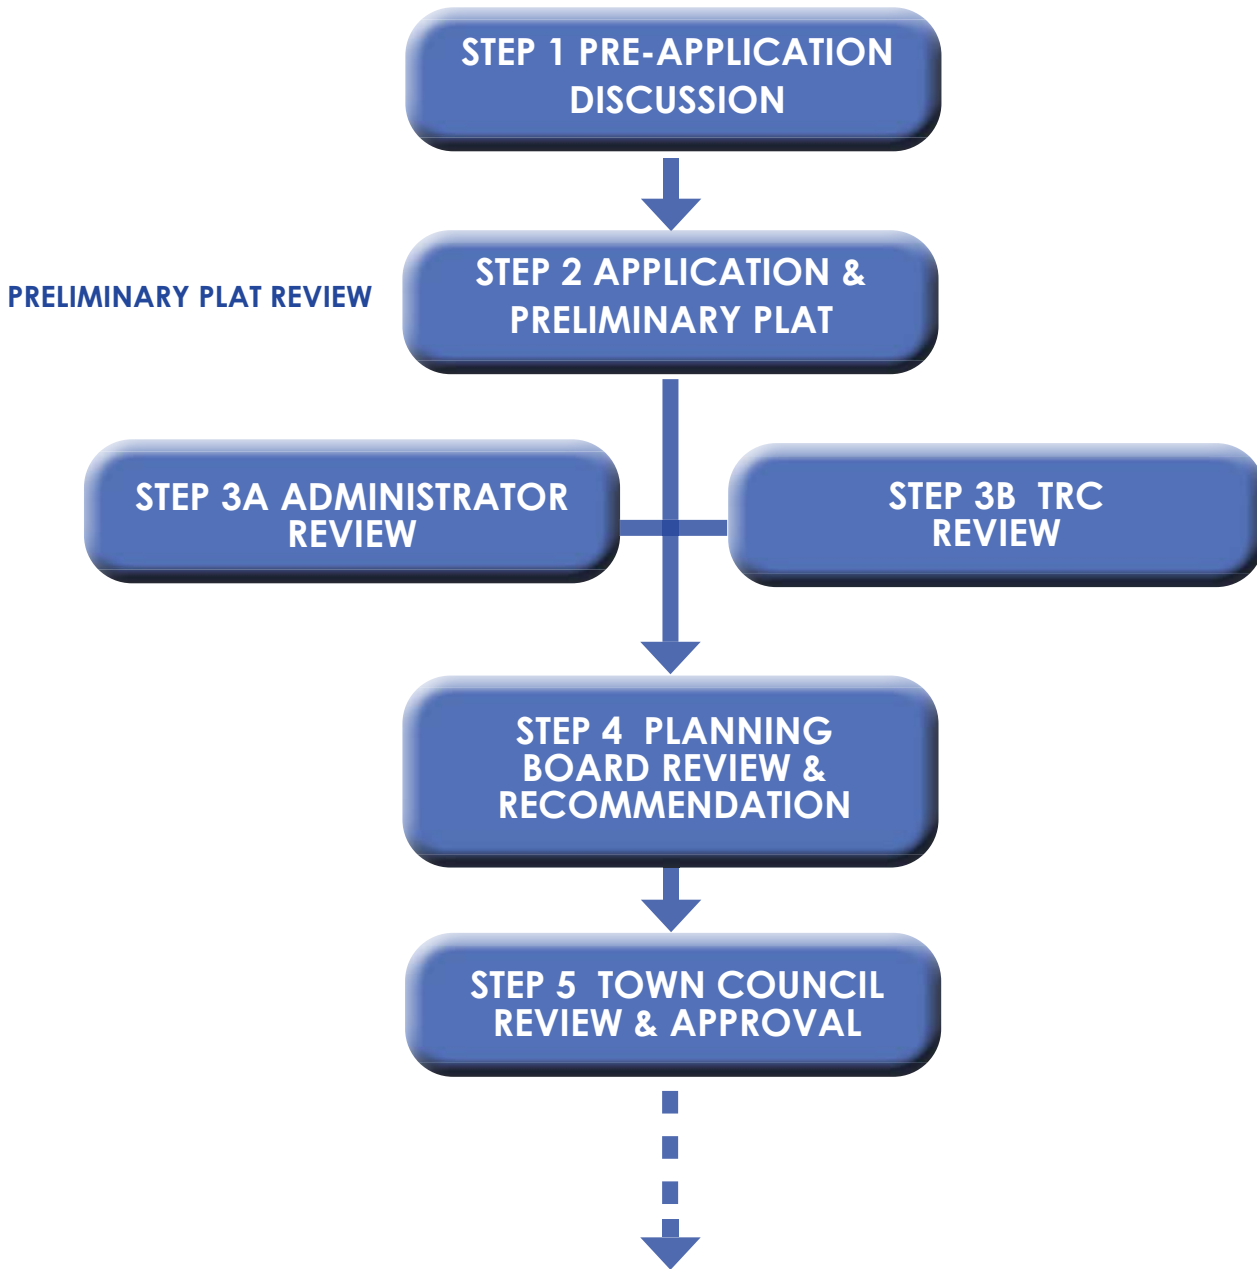 STEP 1 PRE-APPLICATION
DISCUSSION
STEP 2 APPLICATION &
PRELIMINARY PLAT
PRELIMINARY PLAT REVIEW
STEP 3A ADMINISTRATOR
REVIEW
STEP 3B TRC
REVIEW
STEP 4 PLANNING
BOARD REVIEW &
RECOMMENDATION
STEP 5 TOWN COUNCIL
REVIEW & APPROVAL